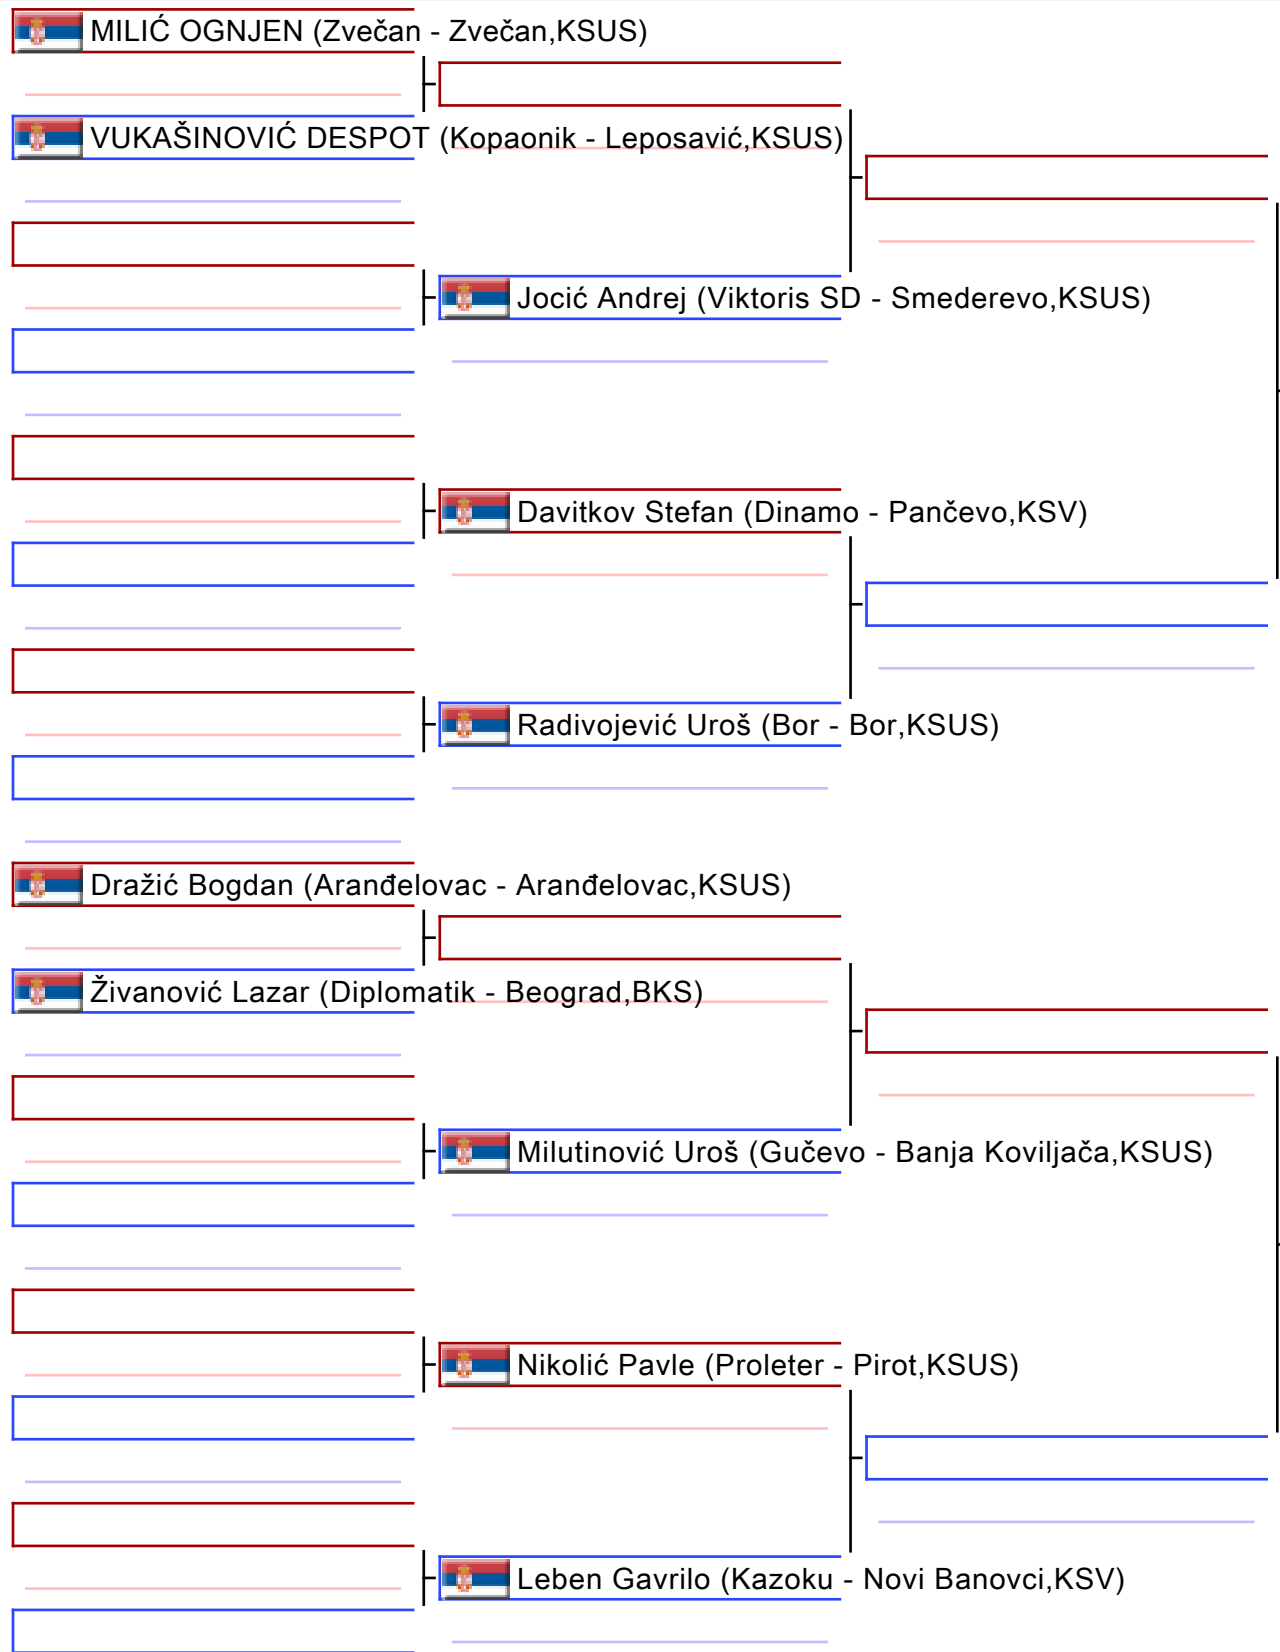 MILIĆ OGNJEN (Zvečan - Zvečan,KSUS)
VUKAŠINOVIĆ DESPOT (Kopaonik - Leposavić,KSUS)
Jocić Andrej (Viktoris SD - Smederevo,KSUS)
Davitkov Stefan (Dinamo - Pančevo,KSV)
Radivojević Uroš (Bor - Bor,KSUS)
Dražić Bogdan (Aranđelovac - Aranđelovac,KSUS)
Živanović Lazar (Diplomatik - Beograd,BKS)
Milutinović Uroš (Gučevo - Banja Koviljača,KSUS)
Nikolić Pavle (Proleter - Pirot,KSUS)
Leben Gavrilo (Kazoku - Novi Banovci,KSV)